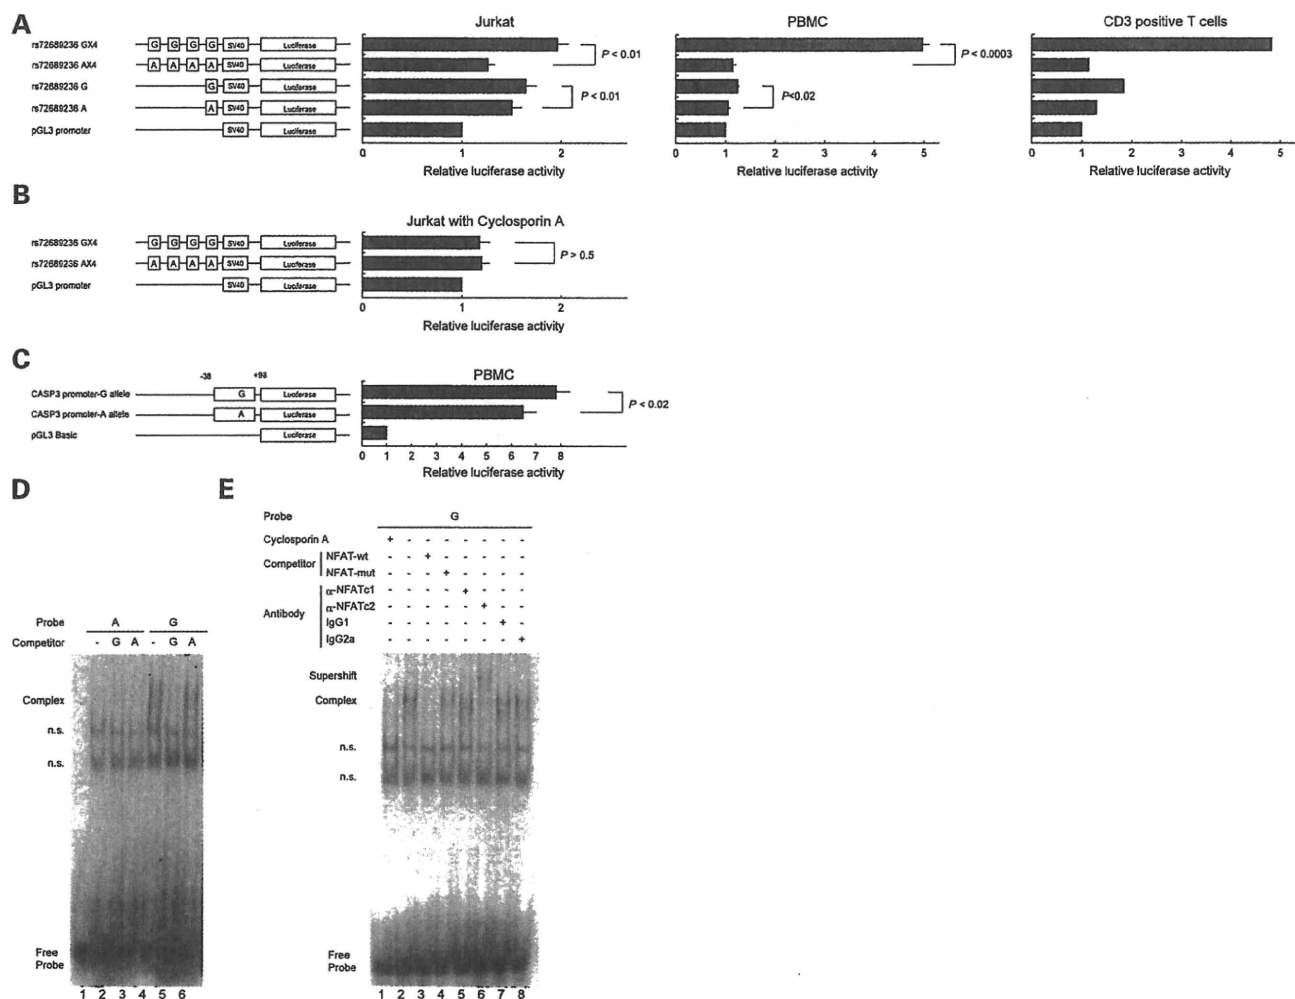 A
Jurkat
PBMC
CD3 positive T cells
rs72689236 GX4
G G G G SV40 Luciferase
rs72689236 AX4
A A A A SV40 Luciferase
rs72689236 G
G SV40 Luciferase
rs72689236 A
A SV40 Luciferase
pGL3 promoter
SV40 Luciferase
P < 0.01
P < 0.01
P < 0.0003
P<0.02
0 1 2
0 1 2 3 4 5
0 1 2 3 4 5
Relative luciferase activity
Relative luciferase activity
Relative luciferase activity
B
Jurkat with Cyclosporin A
rs72689236 GX4
G G G G SV40 Luciferase
rs72689236 AX4
A A A A SV40 Luciferase
pGL3 promoter
SV40 Luciferase
P > 0.5
0 1 2
Relative luciferase activity
C
PBMC
-38 +93
CASP3 promoter-G allele
G Luciferase
CASP3 promoter-A allele
A Luciferase
pGL3 Basic
Luciferase
P < 0.02
0 1 2 3 4 5 6 7 8
Relative luciferase activity
D
Probe A G
Competitor - G A - G A
Complex
n.s.
n.s.
Free
Probe
1 2 3 4 5 6
E
Probe G
Cyclosporin A + - - - - - - -
Competitor
NFAT-wt - - + - - - - -
NFAT-mut - - - + - - - -
Antibody
α-NFATc1 - - - - + - - -
α-NFATc2 - - - - - + - -
IgG1 - - - - - - + -
IgG2a - - - - - - - +
Supershift
Complex
n.s.
n.s.
Free
Probe
1 2 3 4 5 6 7 8